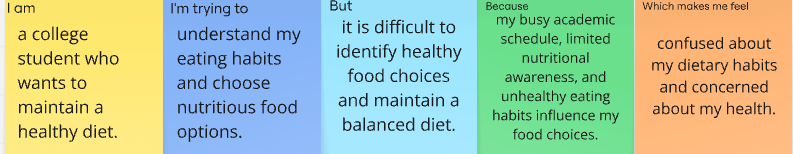 I am
a college
student who
wants to
maintain a
healthy diet.
I'm trying to
understand my
eating habits
and choose
nutritious food
options.
But
it is difficult to
identify healthy
food choices
and maintain a
balanced diet.
Because
my busy academic
schedule, limited
nutritional
awareness, and
unhealthy eating
habits influence my
food choices.
Which makes me feel
confused about
my dietary habits
and concerned
about my health.